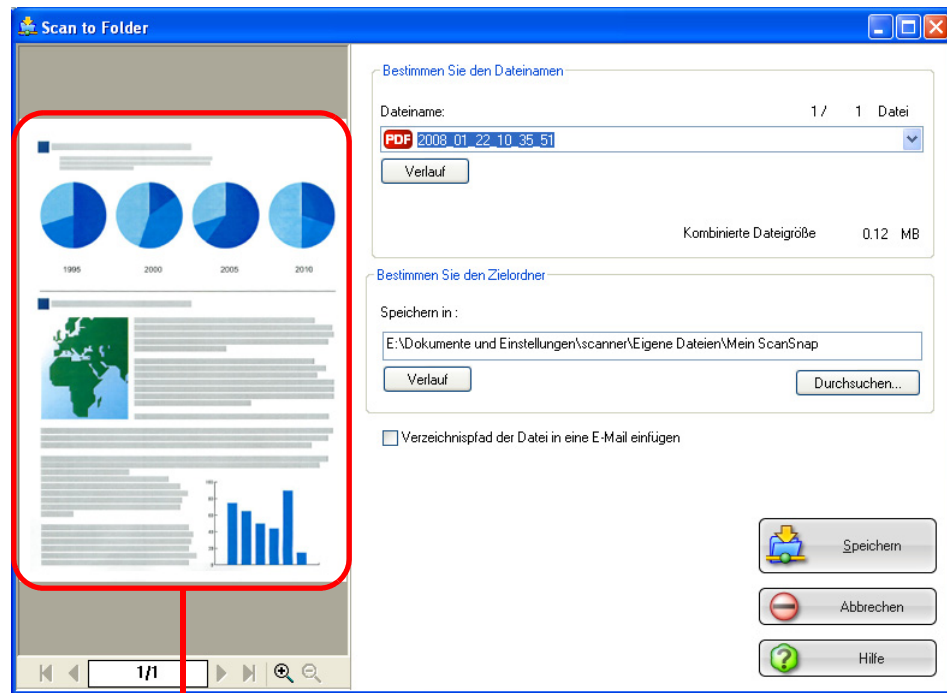 Scan to Folder
Bestimmen Sie den Dateinamen
Dateiname: 1 / 1 Datei
PDF 2008_01_22_10_35_51
Verlauf
Kombinierte Dateigröße 0.12 MB
Bestimmen Sie den Zielordner
Speichern in :
E:\Dokumente und Einstellungen\scanner\Eigene Dateien\Mein ScanSnap
Verlauf
Durchsuchen...
Verzeichnispfad der Datei in eine E-Mail einfügen
Speichern
Abbrechen
Hilfe
1995 2000 2005 2010
1/1